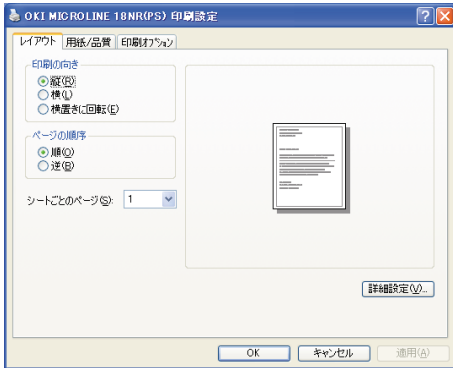 OKI MICROLINE 18NR(PS) 印刷設定
レイアウト 用紙/品質 印刷オプション
印刷の向き
縦(R)
横(L)
横置きに回転(E)
ページの順序
順(O)
逆(B)
シートごとのページ(S): 1
詳細設定(V)...
OK キャンセル 適用(A)